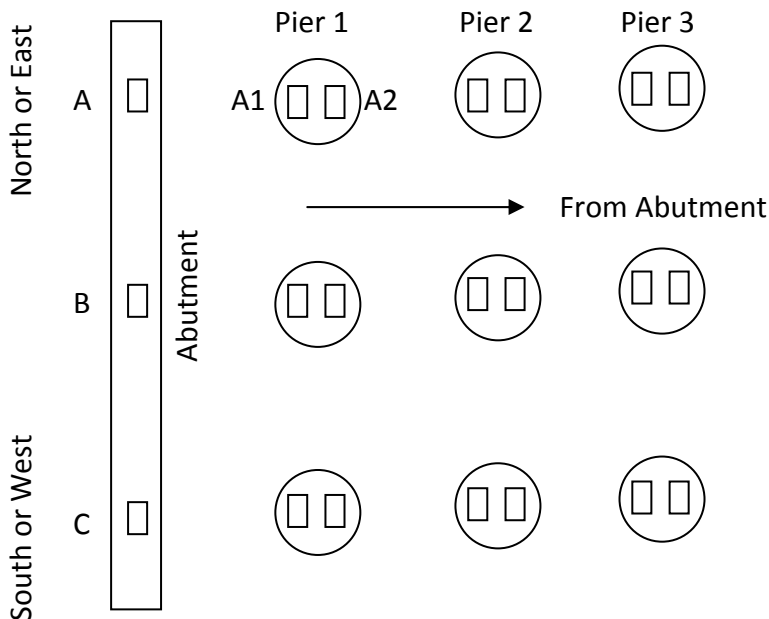 Pier 1
Pier 2
Pier 3
North or East
A
A1
A2
From Abutment
Abutment
B
South or West
C